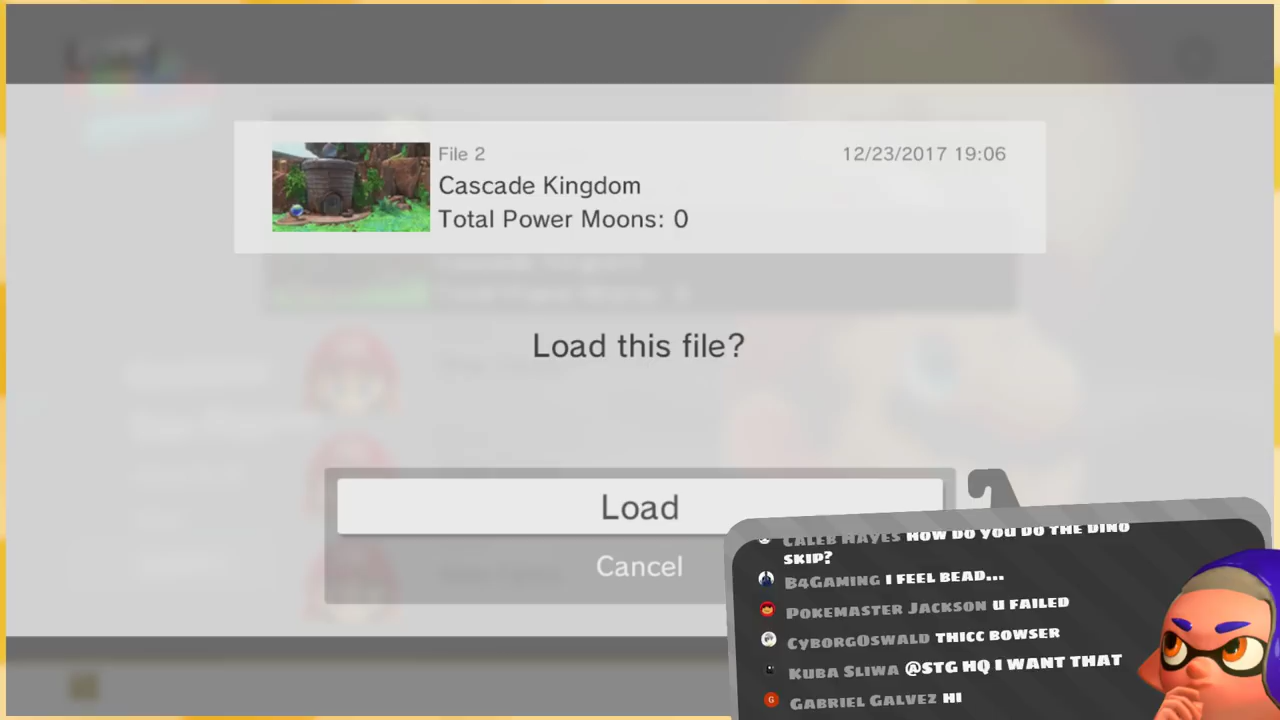 File 2
12/23/2017 19:06
Cascade Kingdom
Total Power Moons: 0
Load this file?
Load
Cancel
CALEB HAYES HOW DO YOU DO THE DINO
SKIP?
B4GAMING I FEEL BEAD...
POKEMASTER JACKSON U FAILED
CYBORGOSWALD THICC BOWSER
KUBA SLIWA @STG HQ I WANT THAT
GABRIEL GALVEZ HI